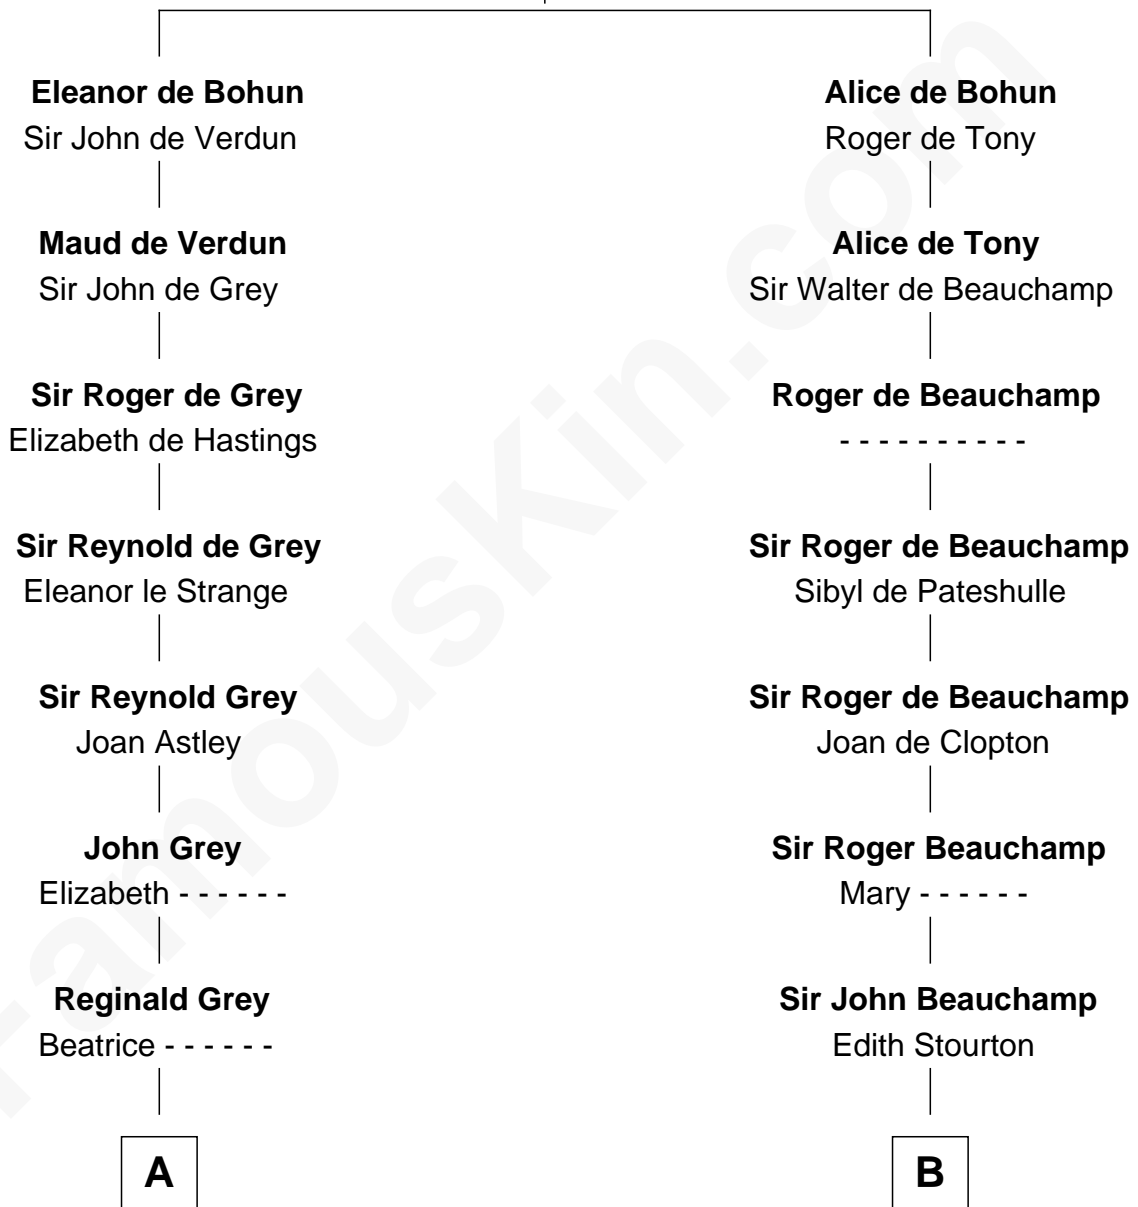 Eleanor de Bohun
Sir John de Verdun
Maud de Verdun
Sir John de Grey
Sir Roger de Grey
Elizabeth de Hastings
Sir Reynold de Grey
Eleanor le Strange
Sir Reynold Grey
Joan Astley
John Grey
Elizabeth - - - - - -
Reginald Grey
Beatrice - - - - - -
A
Alice de Bohun
Roger de Tony
Alice de Tony
Sir Walter de Beauchamp
Roger de Beauchamp
- - - - - - - - - -
Sir Roger de Beauchamp
Sibyl de Pateshulle
Sir Roger de Beauchamp
Joan de Clopton
Sir Roger Beauchamp
Mary - - - - - -
Sir John Beauchamp
Edith Stourton
B
FamousKin.com